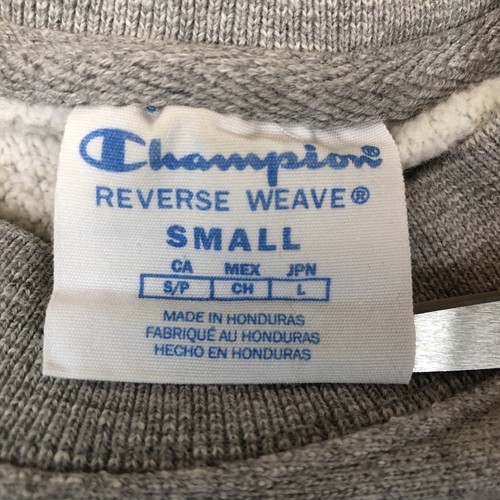 Champion®
REVERSE WEAVE®
SMALL
CA MEX JPN
S/P CH L
MADE IN HONDURAS
FABRIQUÉ AU HONDURAS
HECHO EN HONDURAS